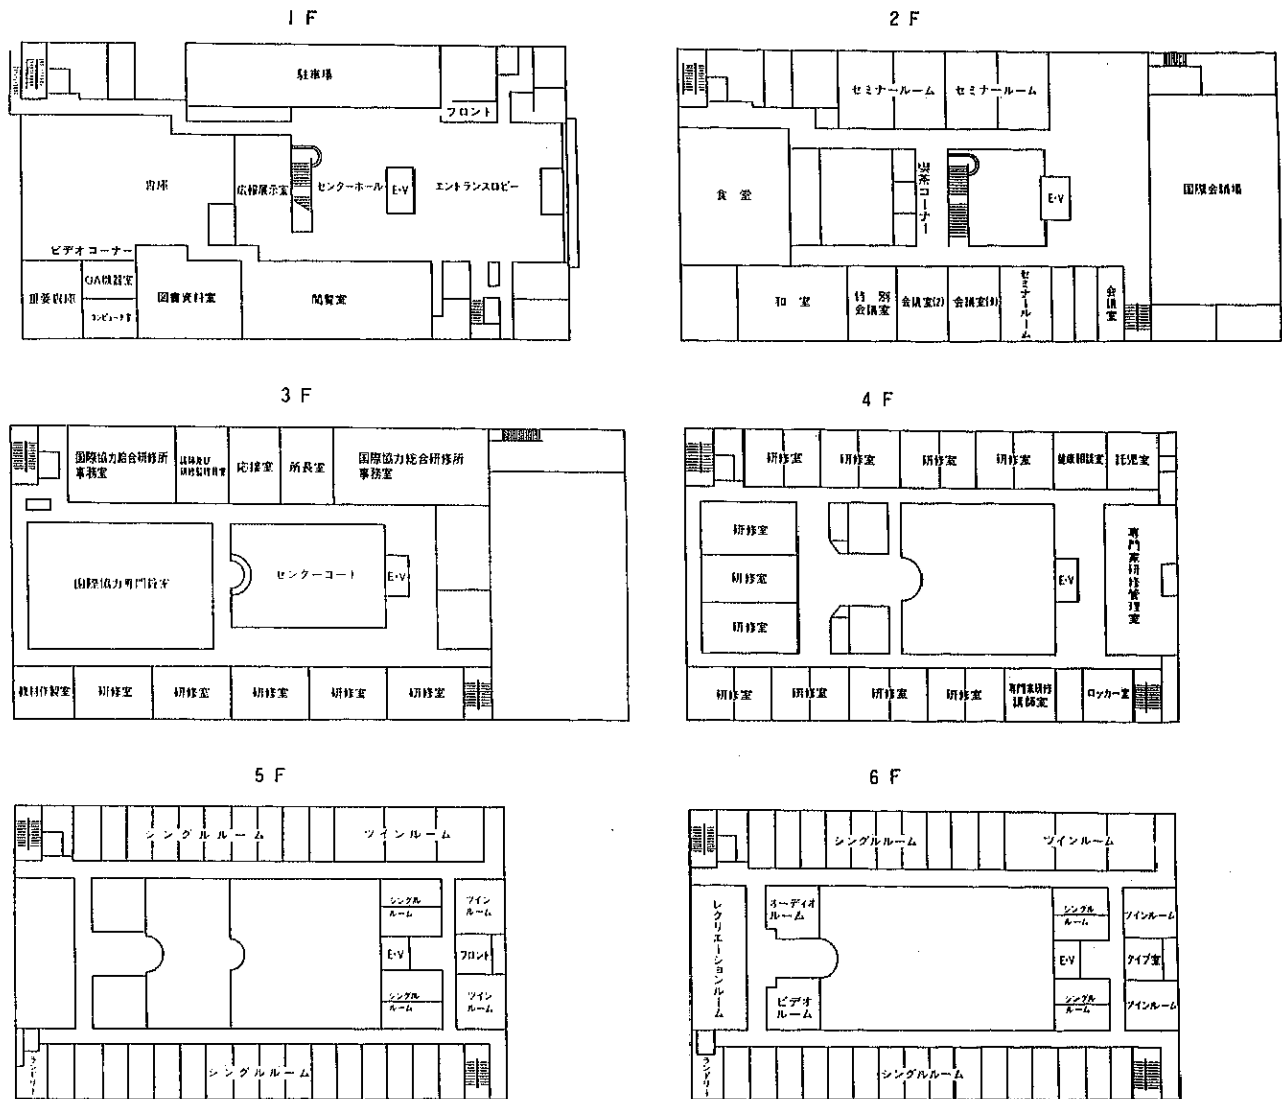 1 F
駐車場
フロント
書庫
広報展示室
センターホール
E・V
エントランスロビー
ビデオコーナー
OA機器室
重要書庫
コンピュータ室
図書資料室
閲覧室
2 F
セミナールーム
セミナールーム
食堂
喫茶コーナー
E・V
国際会議場
和室
特別
会議室
会議室(2)
セミナールーム
会議室
3 F
国際協力総合研修所
事務室
応接室
所長室
国際協力総合研修所
事務室
国際協力専門員室
センターコート
E・V
教材作製室
研修室
研修室
研修室
研修室
研修室
4 F
研修室
研修室
研修室
研修室
健康相談室
託児室
研修室
研修室
研修室
E・V
専門家研修管理室
研修室
研修室
研修室
研修室
専門家研修
講師室
ロッカー室
5 F
シングルルーム
ツインルーム
シングル
ルーム
ツイン
ルーム
E・V
フロント
シングル
ルーム
ツイン
ルーム
ランドリー
シングルルーム
6 F
シングルルーム
ツインルーム
レクリエーションルーム
オーディオ
ルーム
シングル
ルーム
ツインルーム
E・V
タイプ室
ビデオ
ルーム
シングル
ルーム
ツインルーム
ランドリー
シングルルーム